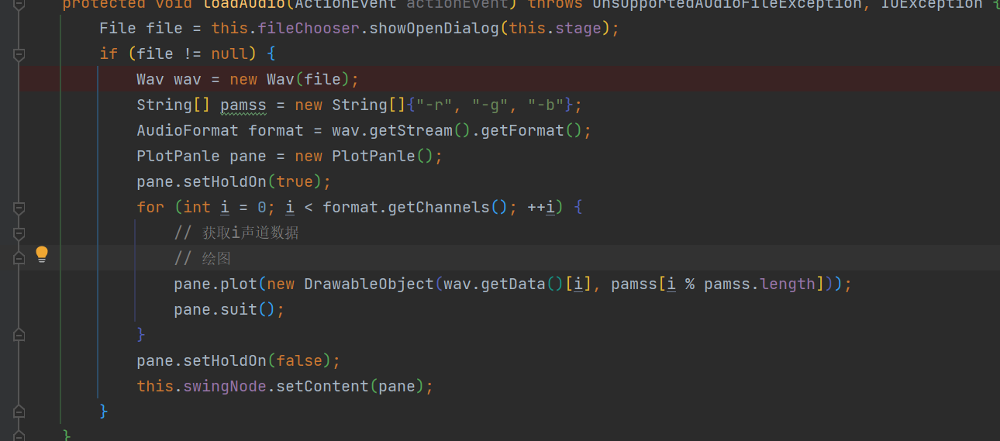 protected void loadAudio(ActionEvent actionEvent) throws UnsupportedAudioFileException, IOException {
File file = this.fileChooser.showOpenDialog(this.stage);
if (file != null) {
Wav wav = new Wav(file);
String[] pamss = new String[]{"-r", "-g", "-b"};
AudioFormat format = wav.getStream().getFormat();
PlotPanle pane = new PlotPanle();
pane.setHoldOn(true);
for (int i = 0; i < format.getChannels(); ++i) {
// 获取i声道数据
// 绘图
pane.plot(new DrawableObject(wav.getData()[i], pamss[i % pamss.length]));
pane.suit();
}
pane.setHoldOn(false);
this.swingNode.setContent(pane);
}
}